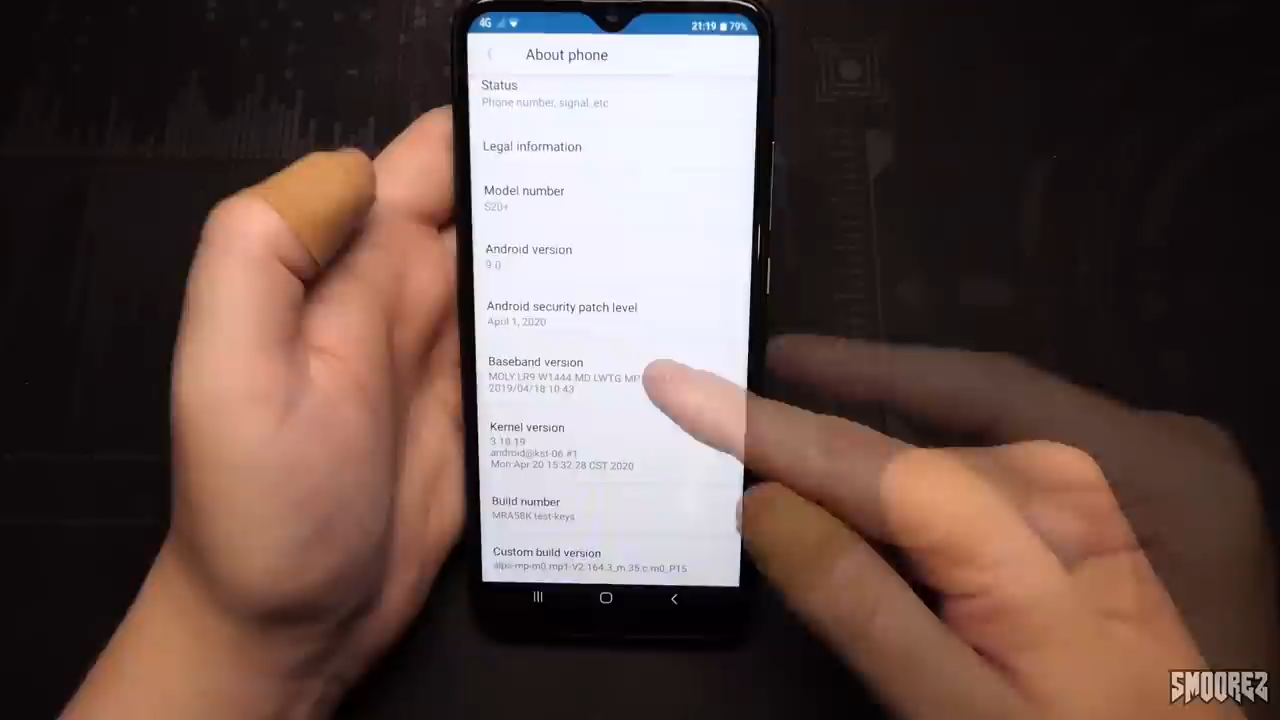 4G 21:19 79%
About phone
Status
Phone number, signal, etc
Legal information
Model number
S20+
Android version
9.0
Android security patch level
April 1, 2020
Baseband version
MOLY.LR9.W1444.MD.LWTG.MP
2019/04/18 10:43
Kernel version
3.18.19
android@kst-06 #1
Mon Apr 20 15:32:28 CST 2020
Build number
MRA58K test-keys
Custom build version
alps-mp-m0.mp1-V2.164.3_m.35.c.m0_P15
SMOOREZ